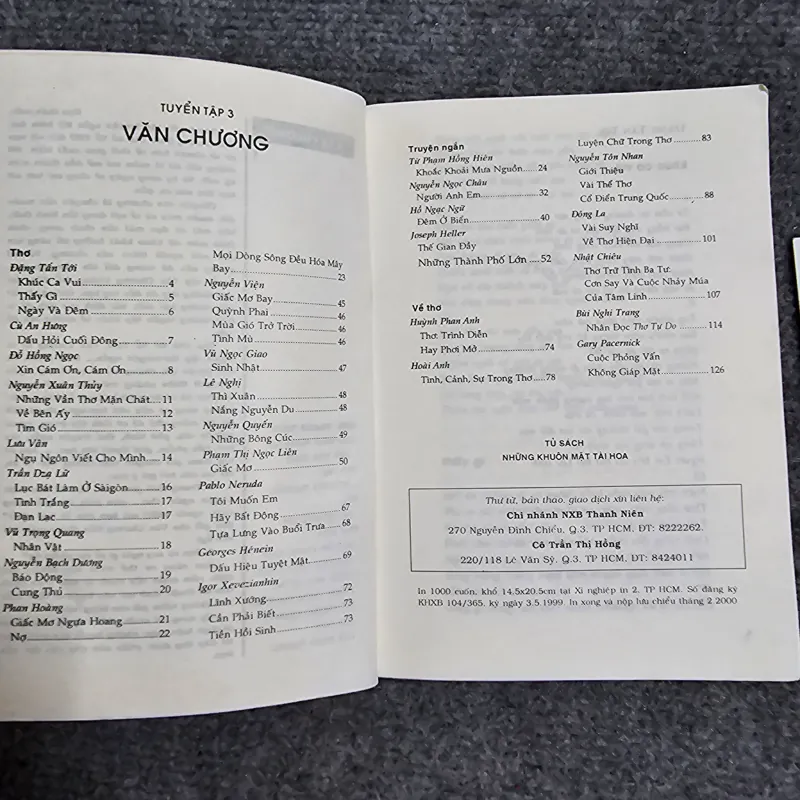 TUYỂN TẬP 3
VĂN CHƯƠNG
Thơ
Đặng Tấn Tới
Khúc Ca Vui 4
Thấy Gì 5
Ngày Và Đêm 6
Cù An Hưng
Dấu Hỏi Cuối Đông 7
Đỗ Hồng Ngọc
Xin Cám Ơn, Cám Ơn 8
Nguyễn Xuân Thủy
Những Vần Thơ Mặn Chát 11
Về Bên Ấy 12
Tìm Gió 13
Lưu Vân
Ngụ Ngôn Viết Cho Mình 14
Trần Dzạ Lữ
Lục Bát Làm Ở Sàigòn 16
Tình Trắng 17
Đan Lạc 17
Vũ Trọng Quang
Nhân Vật 18
Nguyễn Bạch Dương
Báo Động 19
Cung Thủ 20
Phan Hoàng
Giấc Mơ Ngựa Hoang 21
Nợ 22
Mọi Dòng Sông Đều Hóa Mây
Bay 23
Nguyễn Viện
Giấc Mơ Bay 45
Quỳnh Phai 46
Mùa Gió Trở Trời 46
Tình Mù 46
Vũ Ngọc Giao
Sinh Nhật 47
Lê Nghị
Thì Xuân 48
Nắng Nguyễn Du 48
Nguyễn Quyến
Những Bông Cúc 49
Phạm Thị Ngọc Liên
Giấc Mơ 50
Pablo Neruda
Tôi Muốn Em
Hãy Bất Động 67
Tựa Lưng Vào Buổi Trưa 68
Georges Hénein
Dấu Hiệu Tuyệt Mật 69
Igor Xevezianhin
Linh Xướng 72
Cần Phải Biết 73
Tiền Hồi Sinh 73
Truyện ngắn
Từ Phạm Hồng Hiên
Khoắc Khoải Mưa Nguồn 24
Nguyễn Ngọc Châu
Người Anh Em 32
Hồ Ngạc Ngữ
Đêm Ở Biển 40
Joseph Heller
Thế Gian Đầy
Những Thành Phố Lớn 52
Về thơ
Huỳnh Phan Anh
Thơ: Trình Diễn
Hay Phơi Mở 74
Hoài Anh
Tình, Cảnh, Sự Trong Thơ 78
Luyện Chữ Trong Thơ 83
Nguyễn Tôn Nhan
Giới Thiệu
Vài Thể Thơ
Cổ Điển Trung Quốc 88
Đông La
Vài Suy Nghĩ
Về Thơ Hiện Đại 101
Nhật Chiêu
Thơ Trữ Tình Ba Tư:
Cơn Say Và Cuộc Nhảy Múa
Của Tâm Linh 107
Bùi Nghi Trang
Nhân Đọc Thơ Tự Do 114
Gary Pacernick
Cuộc Phỏng Vấn
Không Giáp Mặt 126
TỦ SÁCH
NHỮNG KHUÔN MẶT TÀI HOA
Thư từ, bản thảo, giao dịch xin liên hệ:
Chi nhánh NXB Thanh Niên
270 Nguyễn Đình Chiểu, Q.3, TP HCM, ĐT: 8222262.
Cô Trần Thị Hồng
220/118 Lê Văn Sỹ, Q.3, TP HCM, ĐT: 8424011
In 1000 cuốn, khổ 14.5x20.5cm tại Xí nghiệp in 2, TP HCM. Số đăng ký
KHXB 104/365, ký ngày 3.5.1999. In xong và nộp lưu chiểu tháng 2.2000